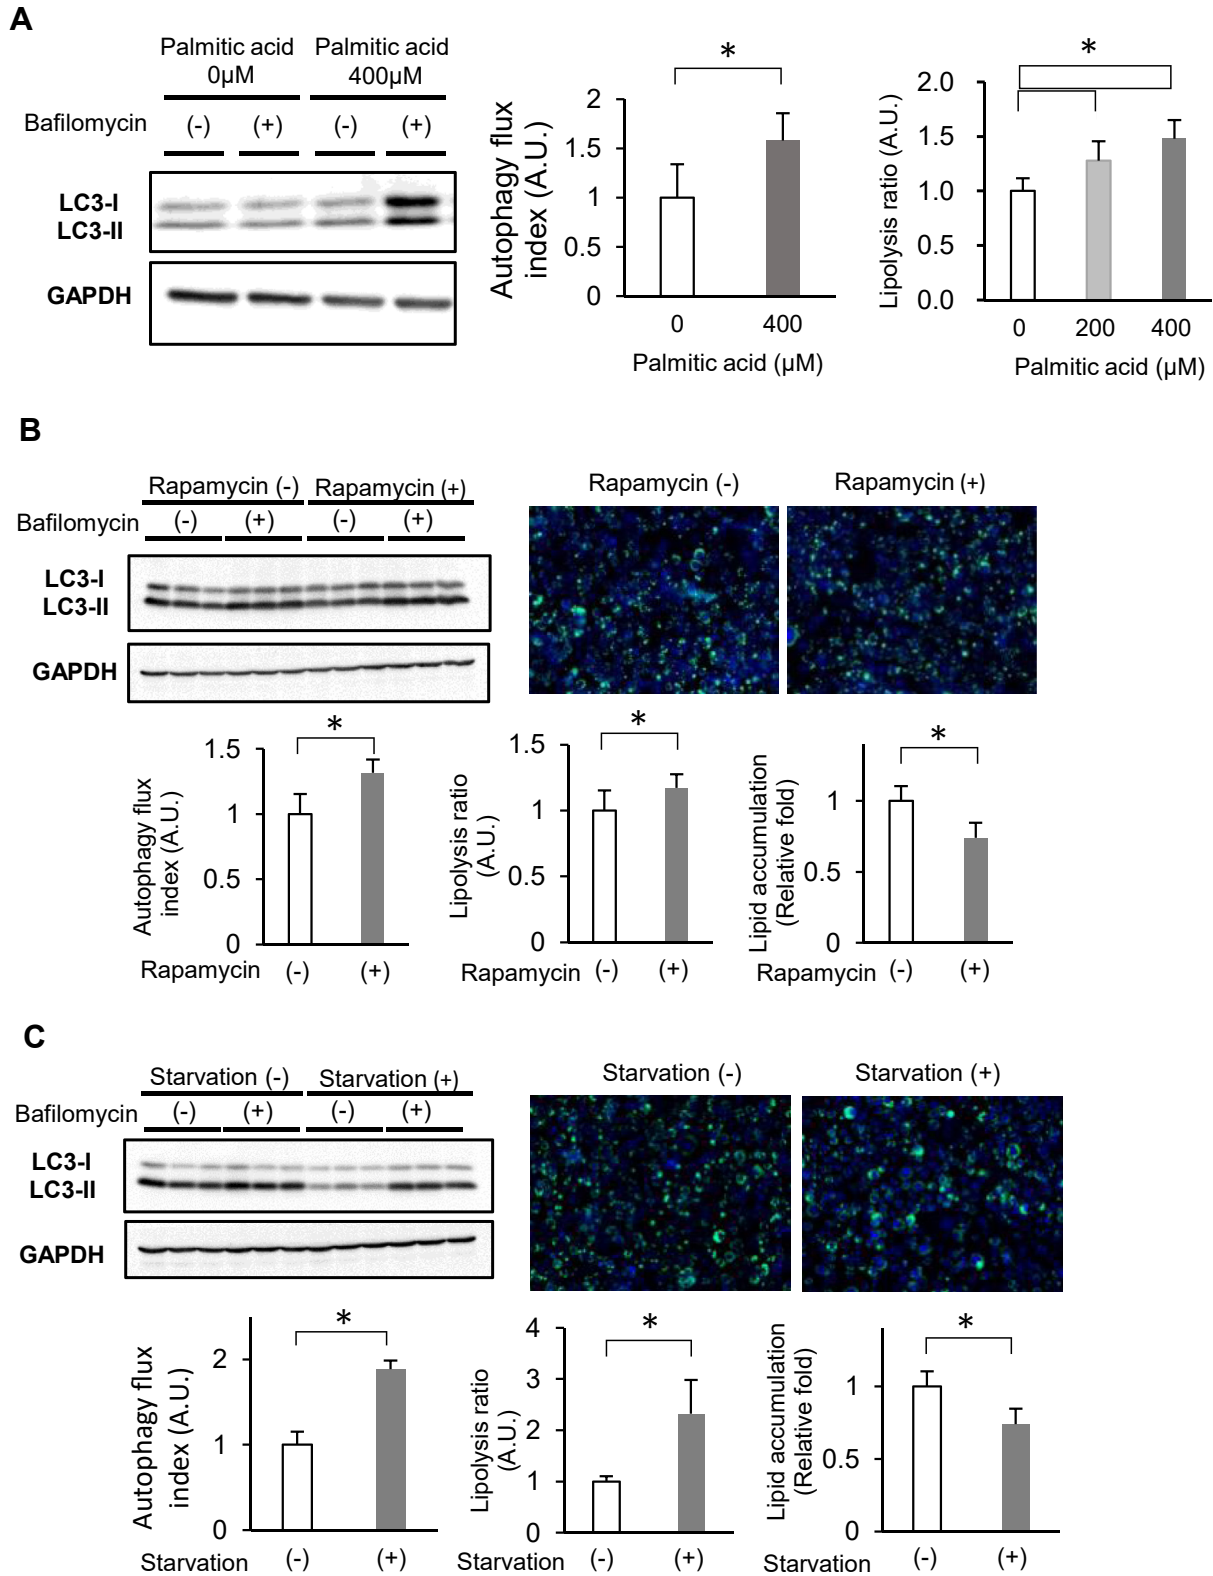 A
Palmitic acid
0µM
Palmitic acid
400µM
Bafilomycin (-) (+) (-) (+)
LC3-I
LC3-II
GAPDH
Autophagy flux
index (A.U.)
2
1.5
1
0.5
0
*
0 400
Palmitic acid (µM)
Lipolysis ratio (A.U.)
2.0
1.5
1.0
0.5
0.0
*
0 200 400
Palmitic acid (µM)
B
Rapamycin (-) Rapamycin (+)
Bafilomycin (-) (+) (-) (+)
LC3-I
LC3-II
GAPDH
Rapamycin (-) Rapamycin (+)
Autophagy flux
index (A.U.)
1.5
1
0.5
0
*
Rapamycin (-) (+)
Lipolysis ratio
(A.U.)
1.5
1
0.5
0
*
Rapamycin (-) (+)
Lipid accumulation
(Relative fold)
1
0.5
0
*
Rapamycin (-) (+)
C
Starvation (-) Starvation (+)
Bafilomycin (-) (+) (-) (+)
LC3-I
LC3-II
GAPDH
Starvation (-) Starvation (+)
Autophagy flux
index (A.U.)
2
1
0
*
Starvation (-) (+)
Lipolysis ratio
(A.U.)
4
3
2
1
0
*
Starvation (-) (+)
Lipid accumulation
(Relative fold)
1
0.5
0
*
Starvation (-) (+)